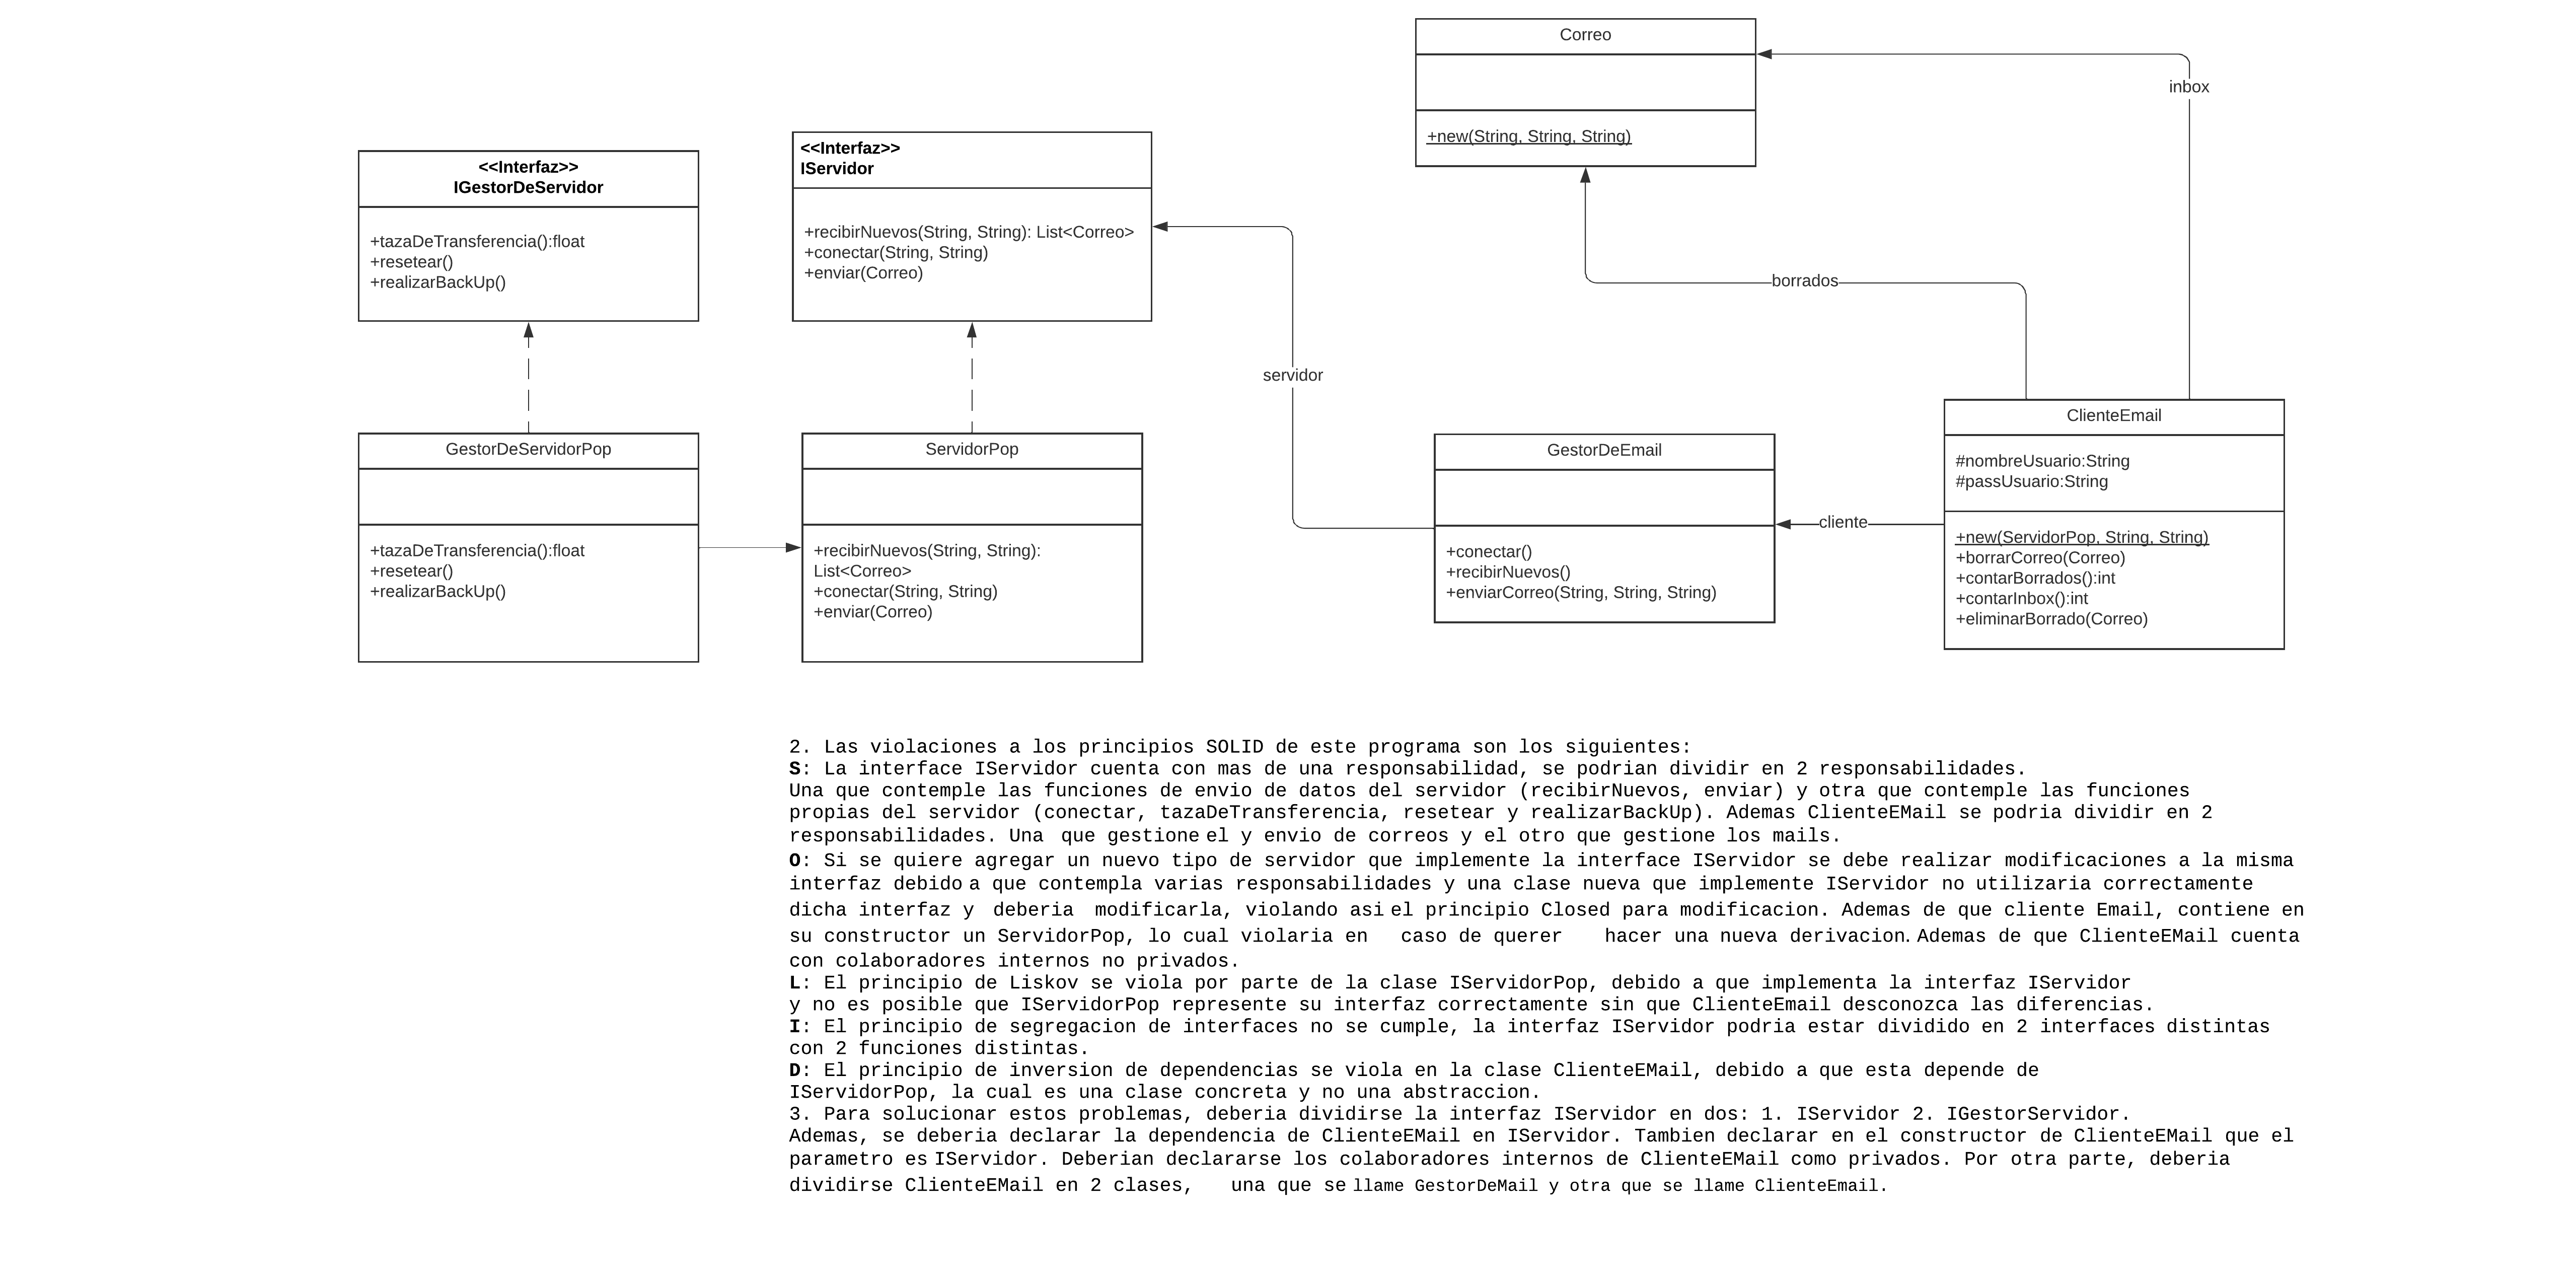 Correo
+new(String, String, String)
inbox
<<Interfaz>>
IGestorDeServidor
+tazaDeTransferencia():float
+resetear()
+realizarBackUp()
<<Interfaz>>
IServidor
+recibirNuevos(String, String): List<Correo>
+conectar(String, String)
+enviar(Correo)
borrados
servidor
GestorDeServidorPop
+tazaDeTransferencia():float
+resetear()
+realizarBackUp()
ServidorPop
+recibirNuevos(String, String):
List<Correo>
+conectar(String, String)
+enviar(Correo)
GestorDeEmail
+conectar()
+recibirNuevos()
+enviarCorreo(String, String, String)
cliente
ClienteEmail
#nombreUsuario:String
#passUsuario:String
+new(ServidorPop, String, String)
+borrarCorreo(Correo)
+contarBorrados():int
+contarInbox():int
+eliminarBorrado(Correo)
2. Las violaciones a los principios SOLID de este programa son los siguientes:
S: La interface IServidor cuenta con mas de una responsabilidad, se podrian dividir en 2 responsabilidades.
Una que contemple las funciones de envio de datos del servidor (recibirNuevos, enviar) y otra que contemple las funciones
propias del servidor (conectar, tazaDeTransferencia, resetear y realizarBackUp). Ademas ClienteEMail se podria dividir en 2
responsabilidades. Una que gestione el y envio de correos y el otro que gestione los mails.
O: Si se quiere agregar un nuevo tipo de servidor que implemente la interface IServidor se debe realizar modificaciones a la misma
interfaz debido a que contempla varias responsabilidades y una clase nueva que implemente IServidor no utilizaria correctamente
dicha interfaz y deberia modificarla, violando asi el principio Closed para modificacion. Ademas de que cliente Email, contiene en
su constructor un ServidorPop, lo cual violaria en caso de querer hacer una nueva derivacion. Ademas de que ClienteEMail cuenta
con colaboradores internos no privados.
L: El principio de Liskov se viola por parte de la clase IServidorPop, debido a que implementa la interfaz IServidor
y no es posible que IServidorPop represente su interfaz correctamente sin que ClienteEmail desconozca las diferencias.
I: El principio de segregacion de interfaces no se cumple, la interfaz IServidor podria estar dividido en 2 interfaces distintas
con 2 funciones distintas.
D: El principio de inversion de dependencias se viola en la clase ClienteEMail, debido a que esta depende de
IServidorPop, la cual es una clase concreta y no una abstraccion.
3. Para solucionar estos problemas, deberia dividirse la interfaz IServidor en dos: 1. IServidor 2. IGestorServidor.
Ademas, se deberia declarar la dependencia de ClienteEMail en IServidor. Tambien declarar en el constructor de ClienteEMail que el
parametro es IServidor. Deberian declararse los colaboradores internos de ClienteEMail como privados. Por otra parte, deberia
dividirse ClienteEMail en 2 clases, una que se llame GestorDeMail y otra que se llame ClienteEmail.